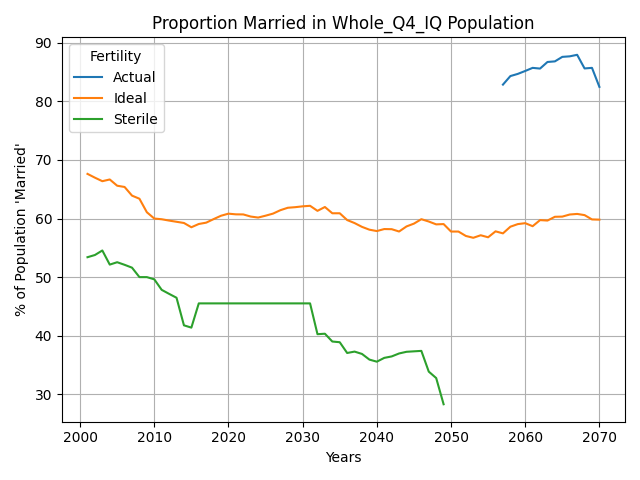 Proportion Married in Whole_Q4_IQ Population
% of Population 'Married'
90
80
70
60
50
40
30
Fertility
Actual
Ideal
Sterile
2000 2010 2020 2030 2040 2050 2060 2070
Years